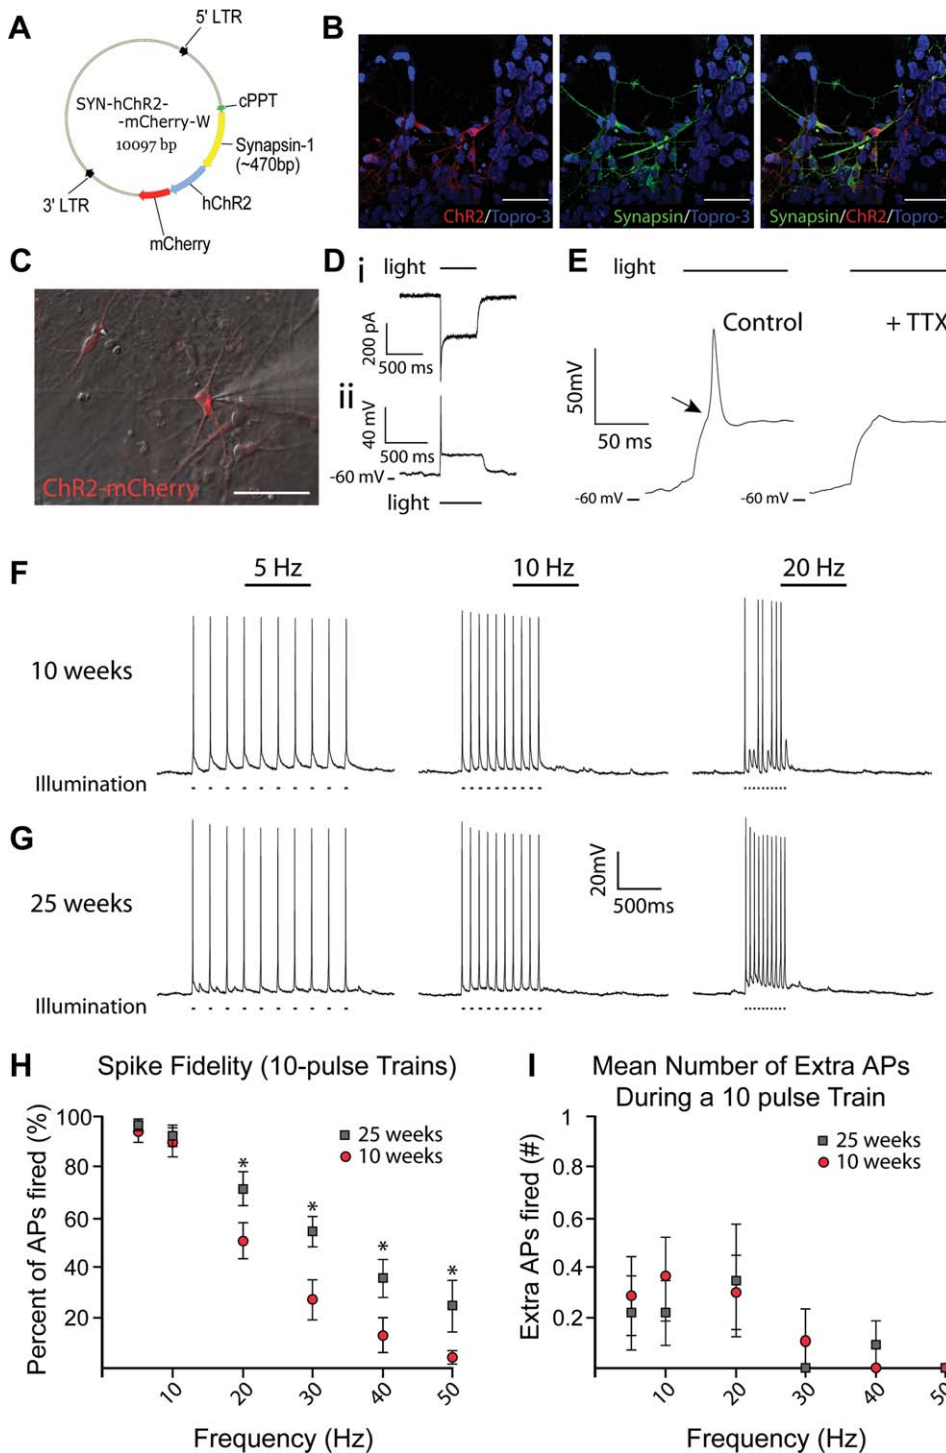 A
5' LTR
cPPT
SYN-hChR2-
-mCherry-W
10097 bp
Synapsin-1
(~470bp)
hChR2
3' LTR
mCherry
B
ChR2/Topro-3
Synapsin/Topro-3
Synapsin/ChR2/Topro-
C
ChR2-mCherry
D
i
light
200 pA
500 ms
ii
40 mV
500 ms
-60 mV
light
E
light
Control
+ TTX
50mV
50 ms
-60 mV
-60 mV
F
5 Hz
10 Hz
20 Hz
10 weeks
Illumination
G
25 weeks
20mV
500ms
Illumination
H
Spike Fidelity (10-pulse Trains)
Percent of APs fired (%)
100
80
60
40
20
25 weeks
10 weeks
*
*
*
*
10
20
30
40
50
Frequency (Hz)
I
Mean Number of Extra APs
During a 10 pulse Train
Extra APs fired (#)
1
0.8
0.6
0.4
0.2
25 weeks
10 weeks
10
20
30
40
50
Frequency (Hz)